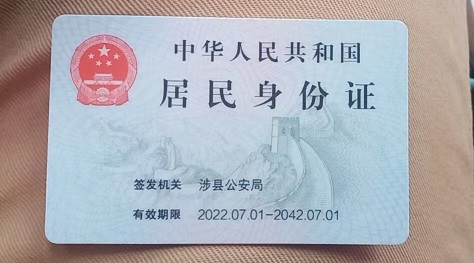 中华人民共和国
居民身份证
签发机关 涉县公安局
有效期限 2022.07.01-2042.07.01